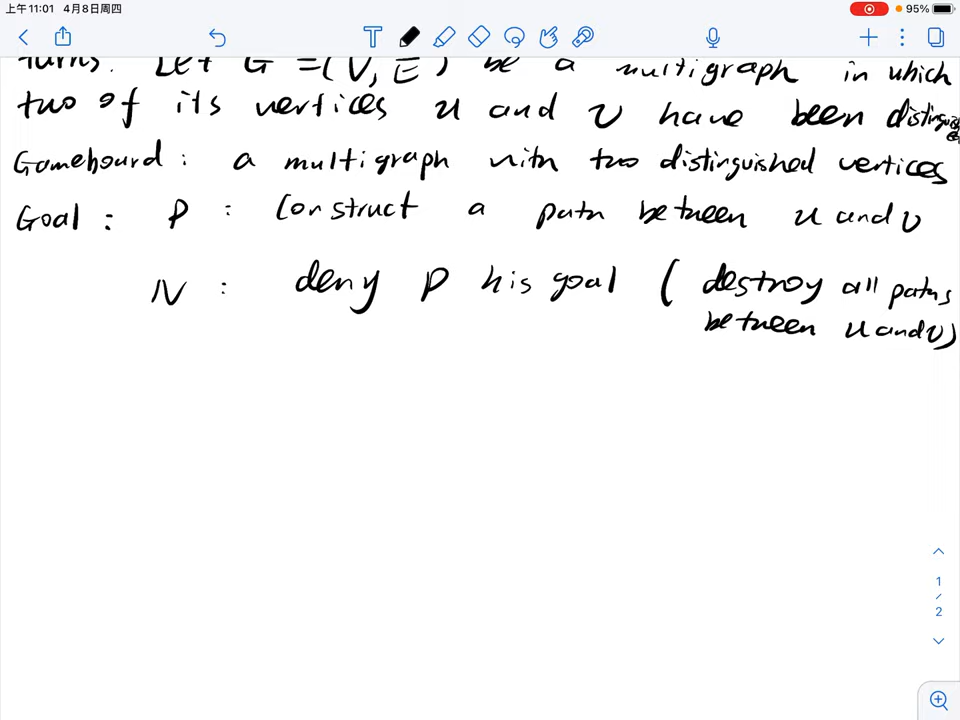 上午11:01 4月8日周四
95%
turns. Let G =(V, E) be a multigraph in which
two of its vertices u and v have been
Gameboard : a multigraph with two distinguished vertices
Goal : P : Construct a path between u and v
N : deny P his goal ( destroy all paths
between u and v)
1
/
2